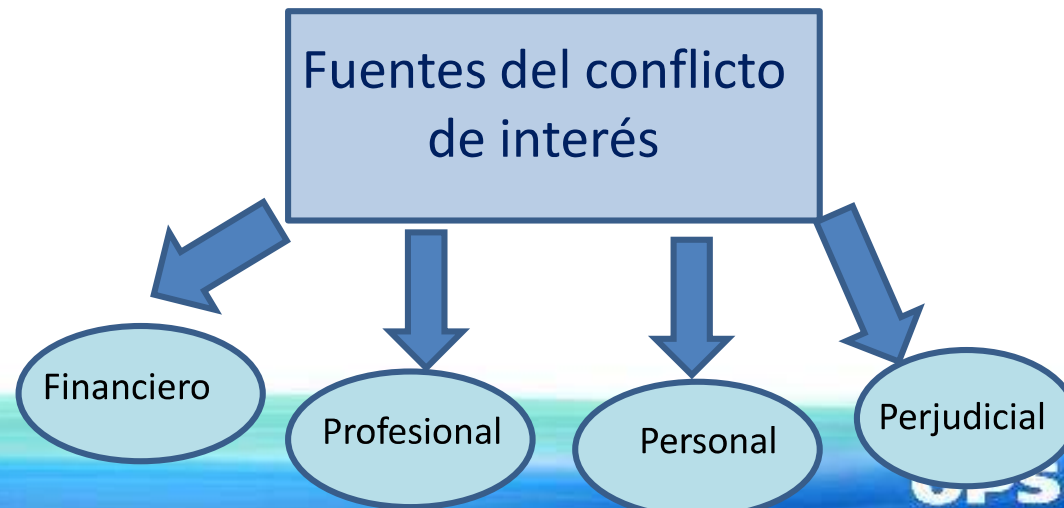 Fuentes del conflicto
de interés
Financiero
Profesional
Personal
Perjudicial